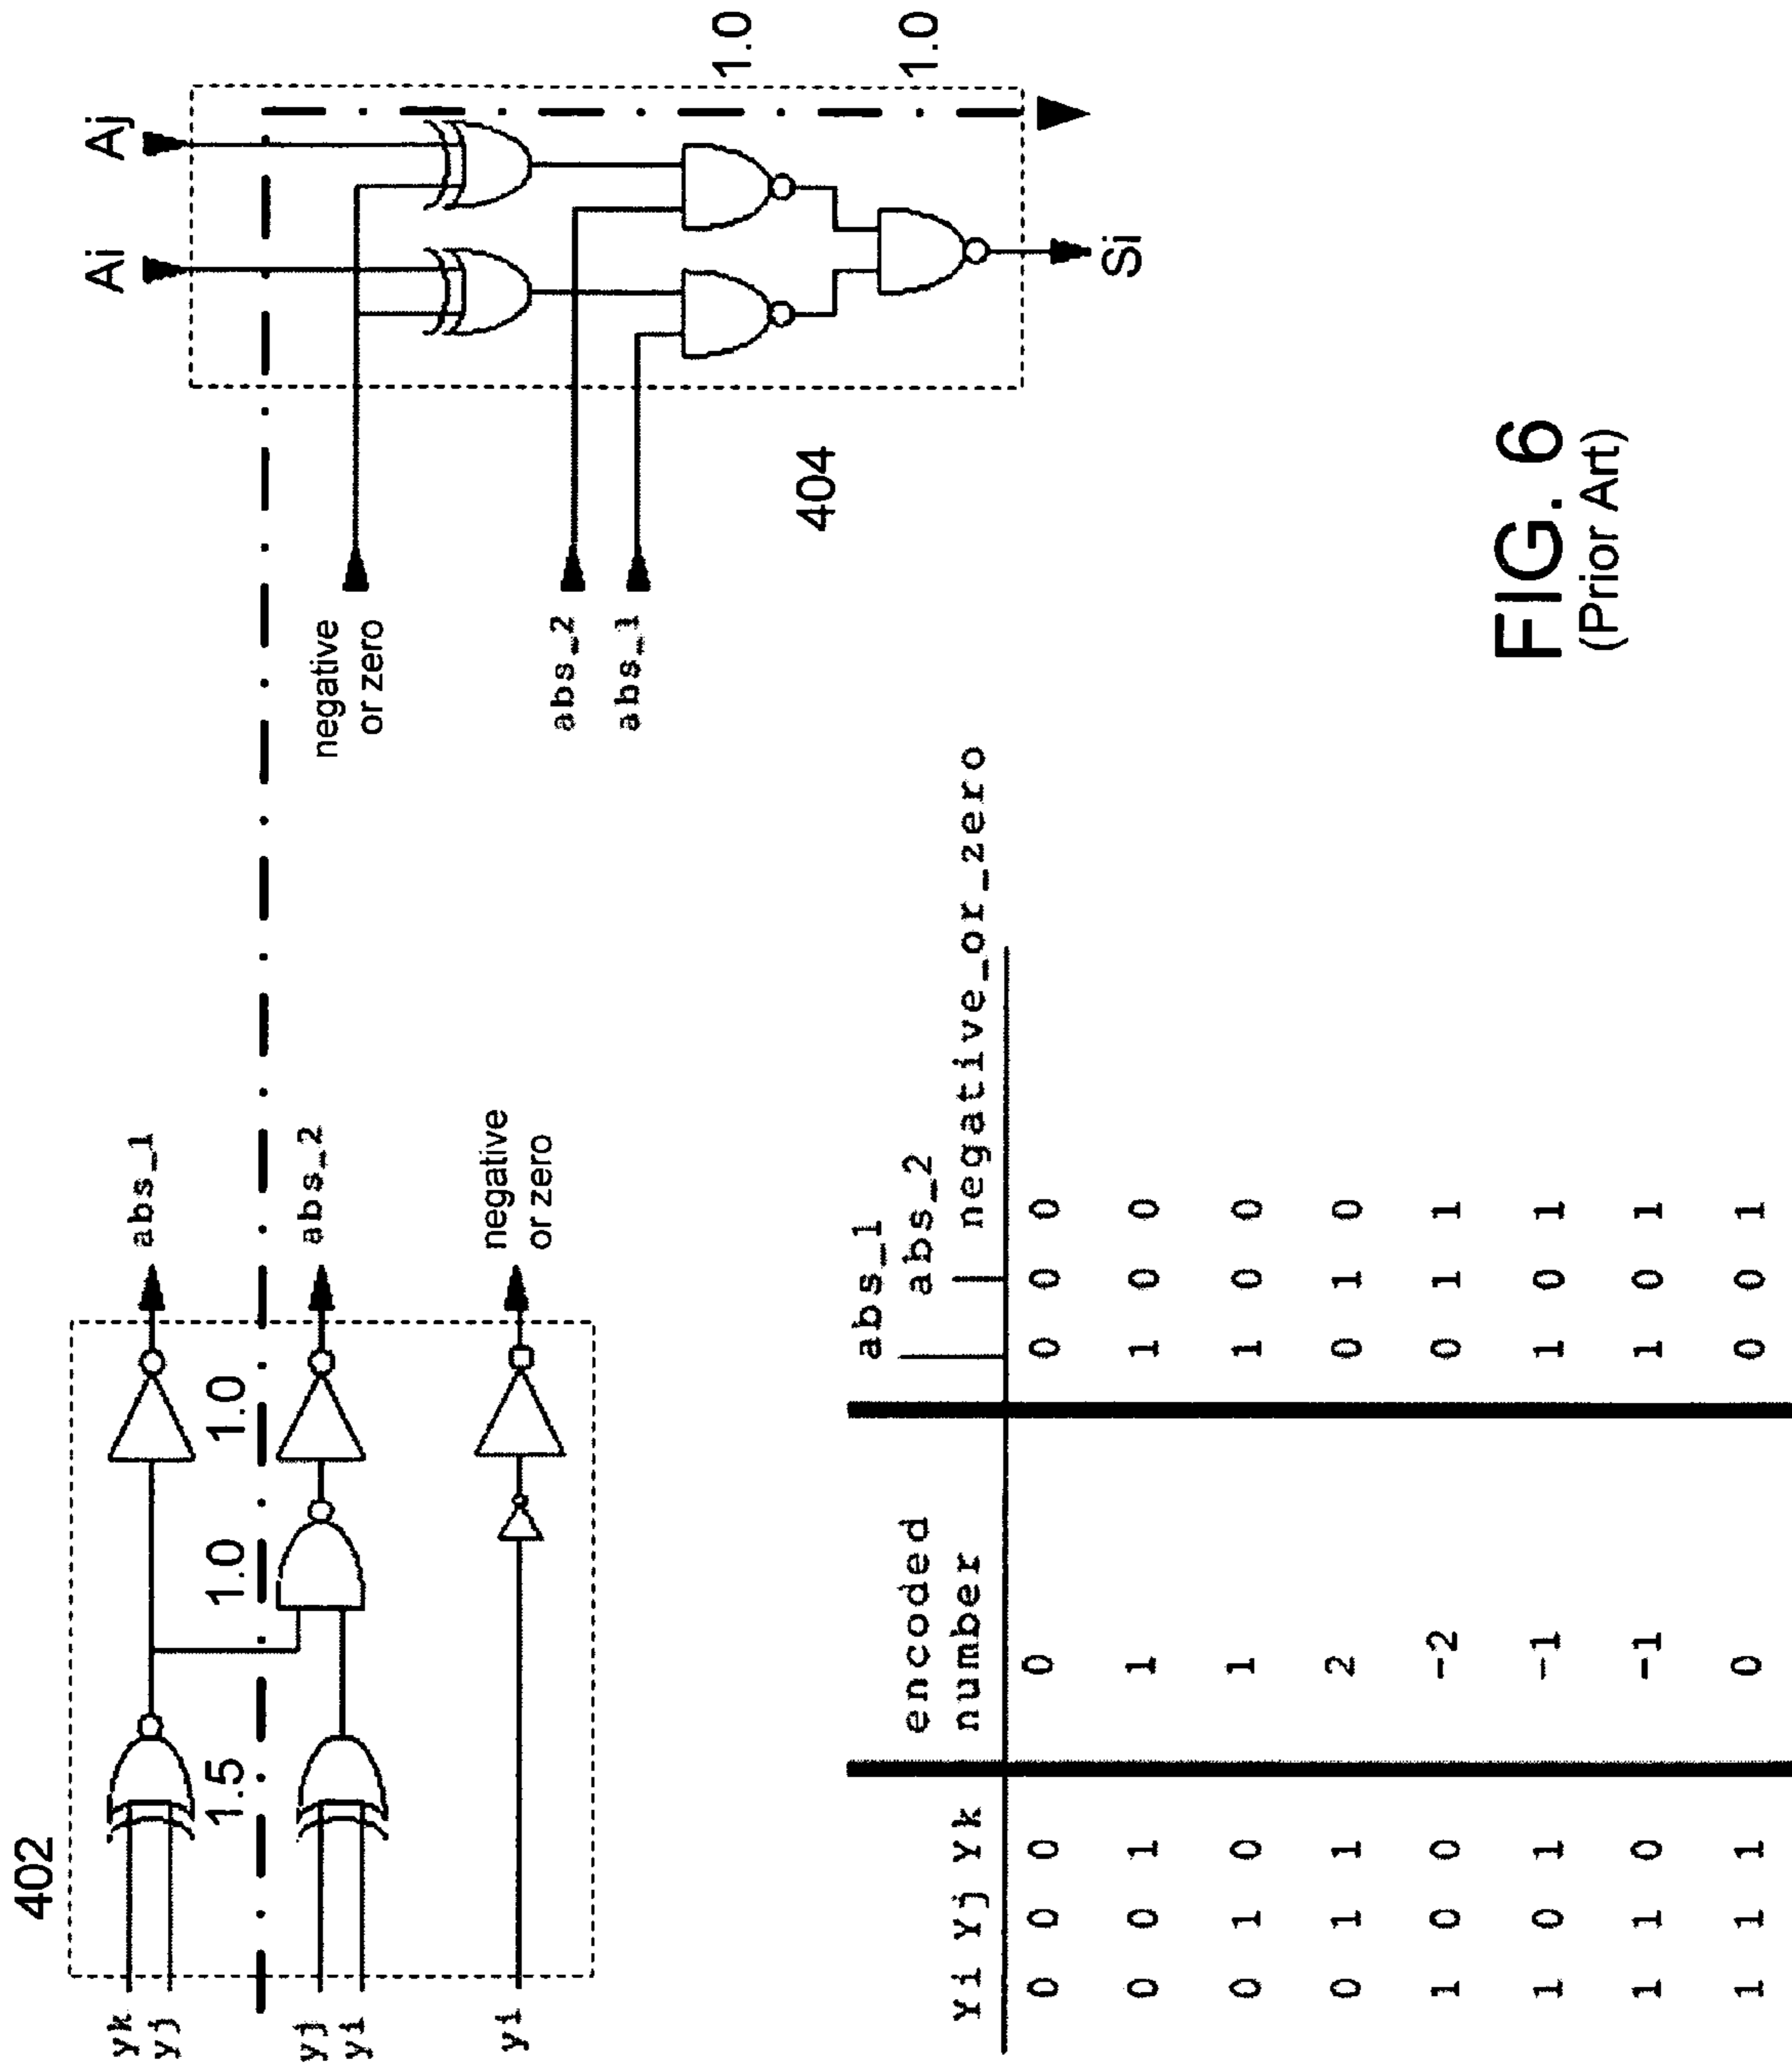 402
yk
yj
1.5
1.0
1.0
abs_1
yj
yi
abs_2
yi
negative
or zero
negative
or zero
abs_2
abs_1
404
Ai
Aj
1.0
1.0
Si
Yi Yj Yk
encoded
number
abs_1
abs_2
negative_or_zero
0 0 0 0 0 0 0
0 0 1 1 1 0 0
0 1 0 1 1 0 0
0 1 1 2 0 1 0
1 0 0 -2 0 1 1
1 0 1 -1 1 0 1
1 1 0 -1 1 0 1
1 1 1 0 0 0 1
FIG. 6
(Prior Art)